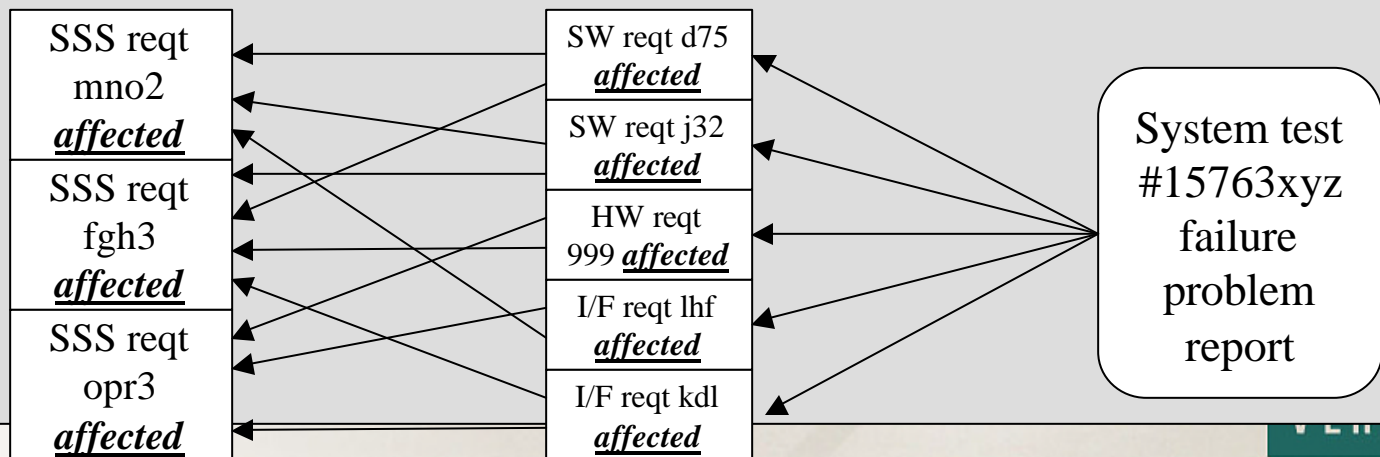 SSS reqt
mno2
affected
SSS reqt
fgh3
affected
SSS reqt
opr3
affected
SW reqt d75
affected
SW reqt j32
affected
HW reqt
999 affected
I/F reqt lhf
affected
I/F reqt kdl
affected
System test
#15763xyz
failure
problem
report